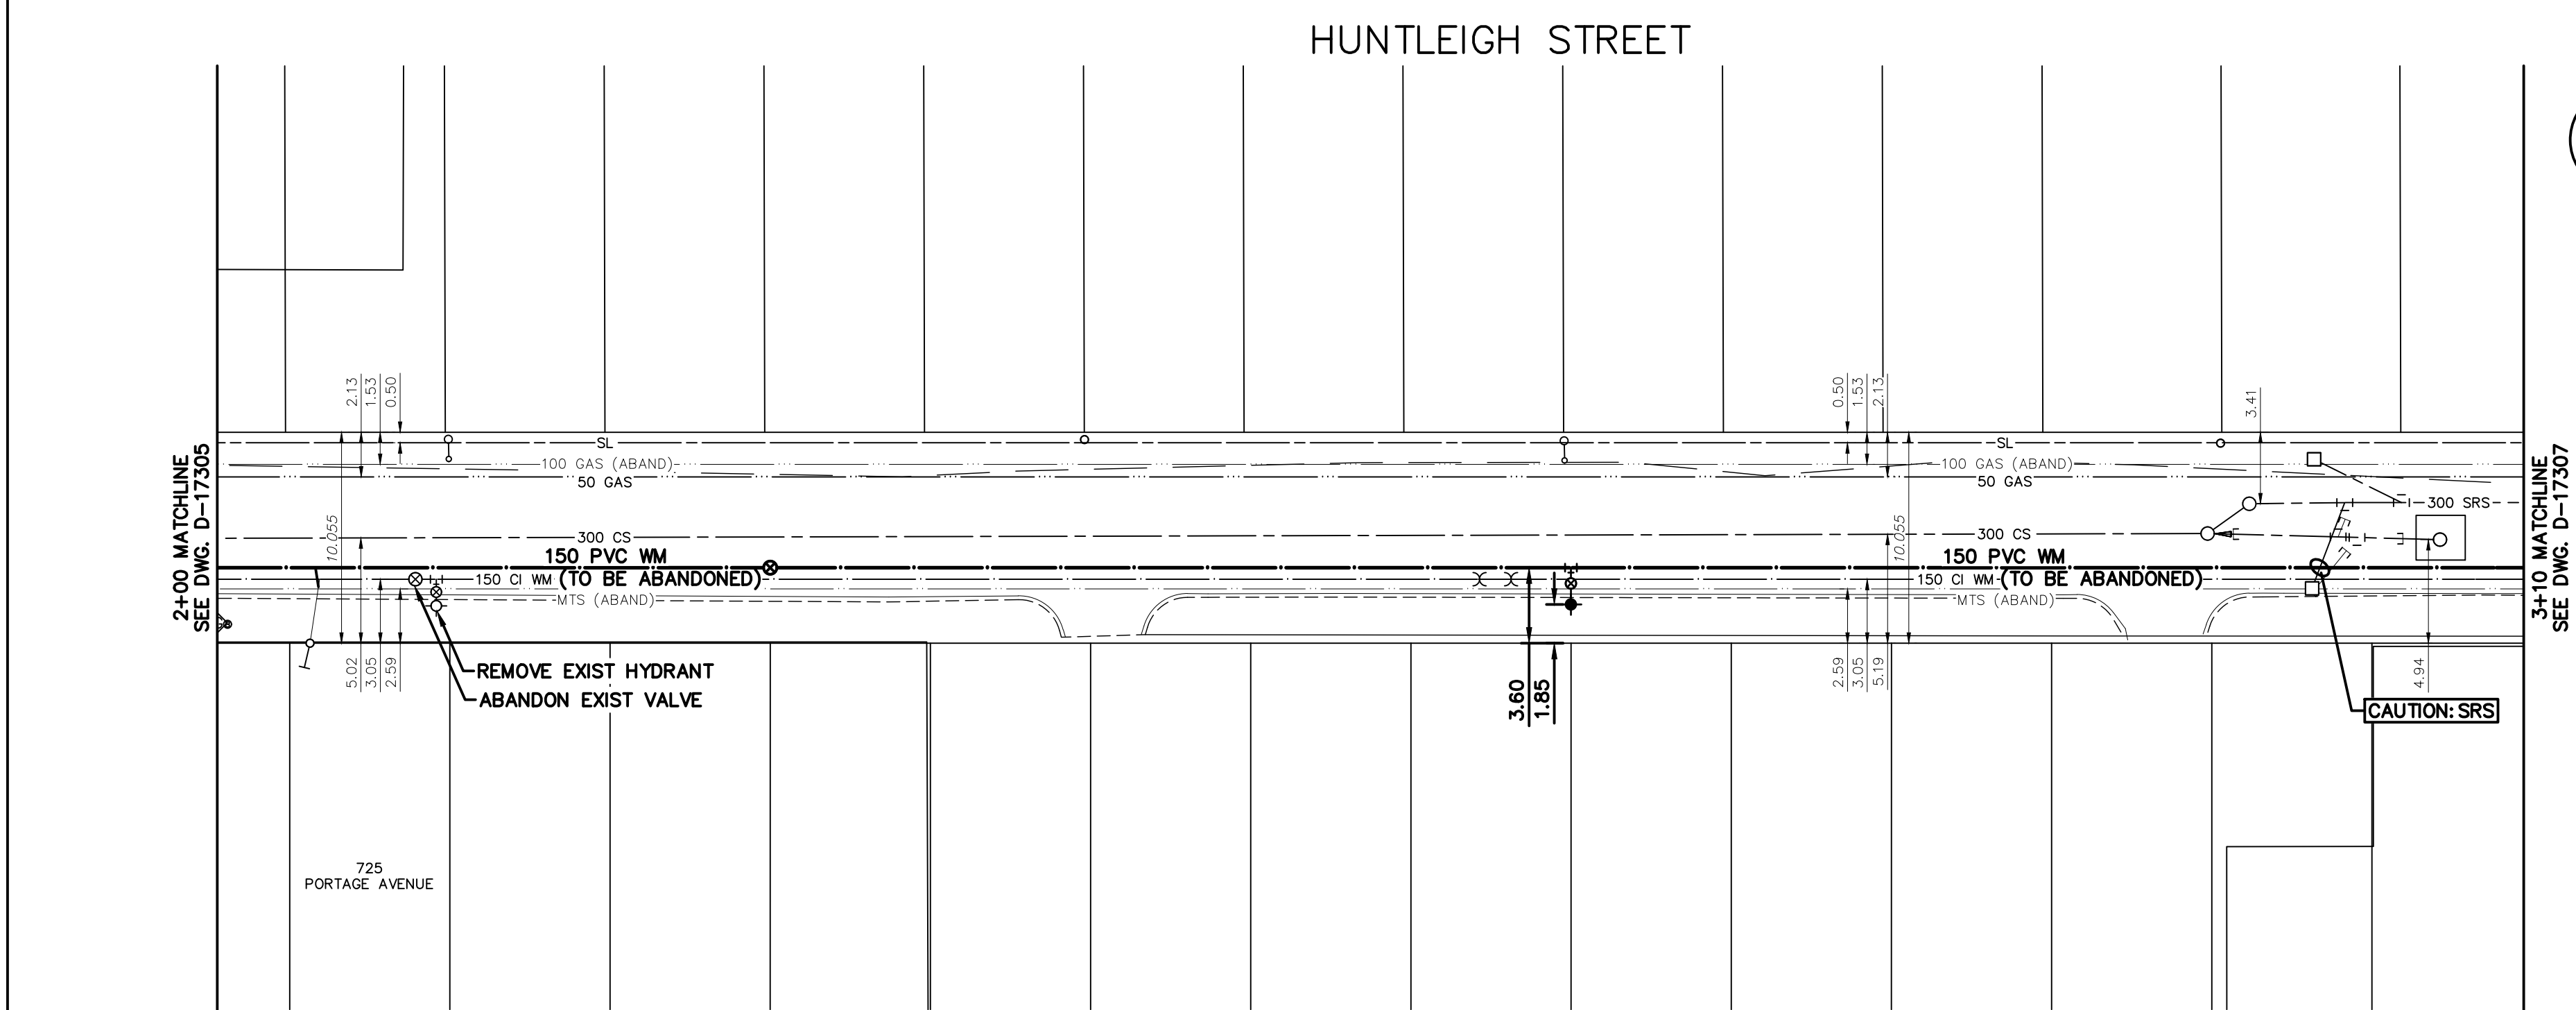 HUNTLEIGH STREET
2+00 MATCHLINE
SEE DWG. D-17305
2.13
1.53
0.50
0.50
1.53
2.13
3.41
SL
SL
100 GAS (ABAND)
100 GAS (ABAND)
50 GAS
50 GAS
300 SRS
10.055
10.055
300 CS
300 CS
150 PVC WM
150 PVC WM
150 CI WM (TO BE ABANDONED)
150 CI WM (TO BE ABANDONED)
MTS (ABAND)
MTS (ABAND)
5.02
3.05
2.59
REMOVE EXIST HYDRANT
ABANDON EXIST VALVE
3.60
1.85
2.59
3.05
5.19
4.94
CAUTION: SRS
3+10 MATCHLINE
SEE DWG. D-17307
725
PORTAGE AVENUE